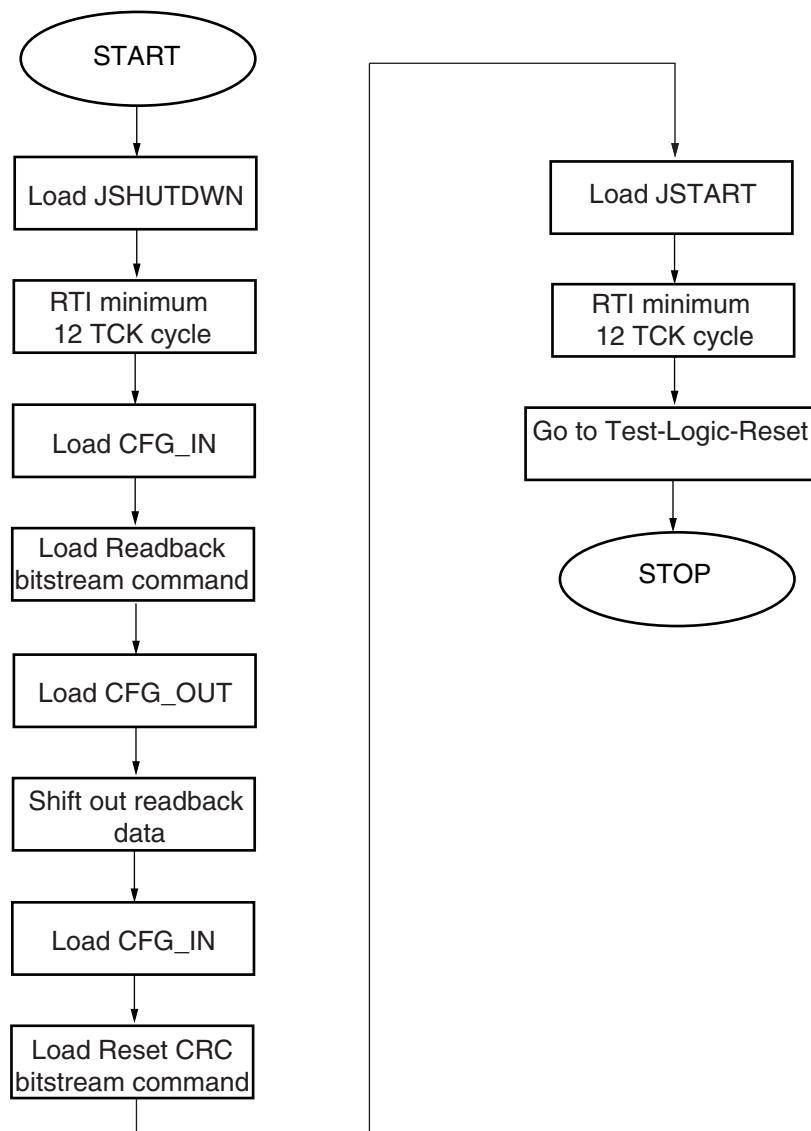 START
Load JSHUTDWN
RTI minimum
12 TCK cycle
Load CFG_IN
Load Readback
bitstream command
Load CFG_OUT
Shift out readback
data
Load CFG_IN
Load Reset CRC
bitstream command
Load JSTART
RTI minimum
12 TCK cycle
Go to Test-Logic-Reset
STOP